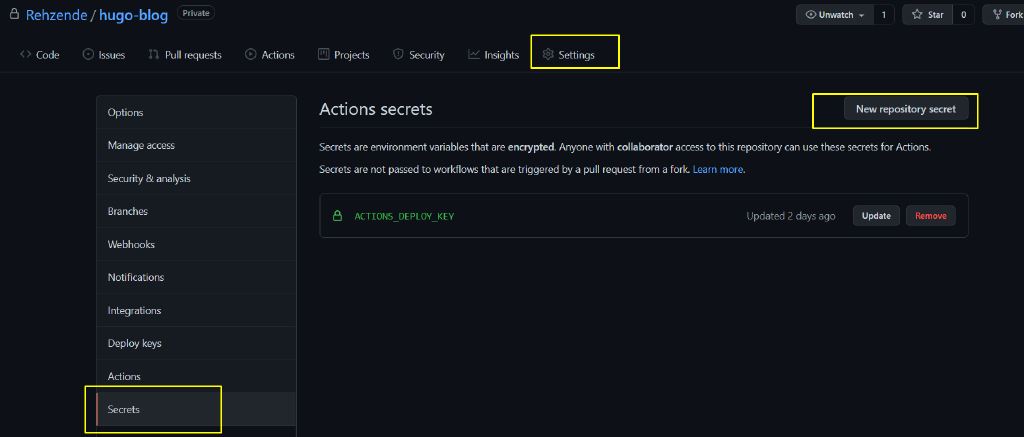 Rehzende / hugo-blog Private Unwatch 1 Star 0 Fork
Code Issues Pull requests Actions Projects Security Insights Settings
Options
Manage access
Security & analysis
Branches
Webhooks
Notifications
Integrations
Deploy keys
Actions
Secrets
Actions secrets New repository secret
Secrets are environment variables that are encrypted. Anyone with collaborator access to this repository can use these secrets for Actions.
Secrets are not passed to workflows that are triggered by a pull request from a fork. Learn more.
ACTIONS_DEPLOY_KEY Updated 2 days ago Update Remove